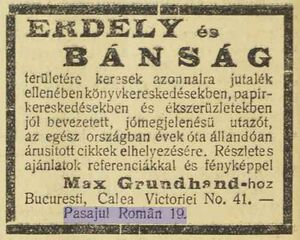 ERDÉLY és
BÁNSÁG
területére keresek azonnalra jutalék
ellenében könyvkereskedésekben, papir-
kereskedésekben és ékszerüzletekben
jól bevezetett, jómegjelenésű utazót,
az egész országban évek óta állandóan
árusitott cikkek elhelyezésére. Részletes
ajánlatok referenciákkal és fényképpel
Max Grundhand-hoz
Bucuresti, Calea Victoriei No. 41. —
Pasajul Român 19.